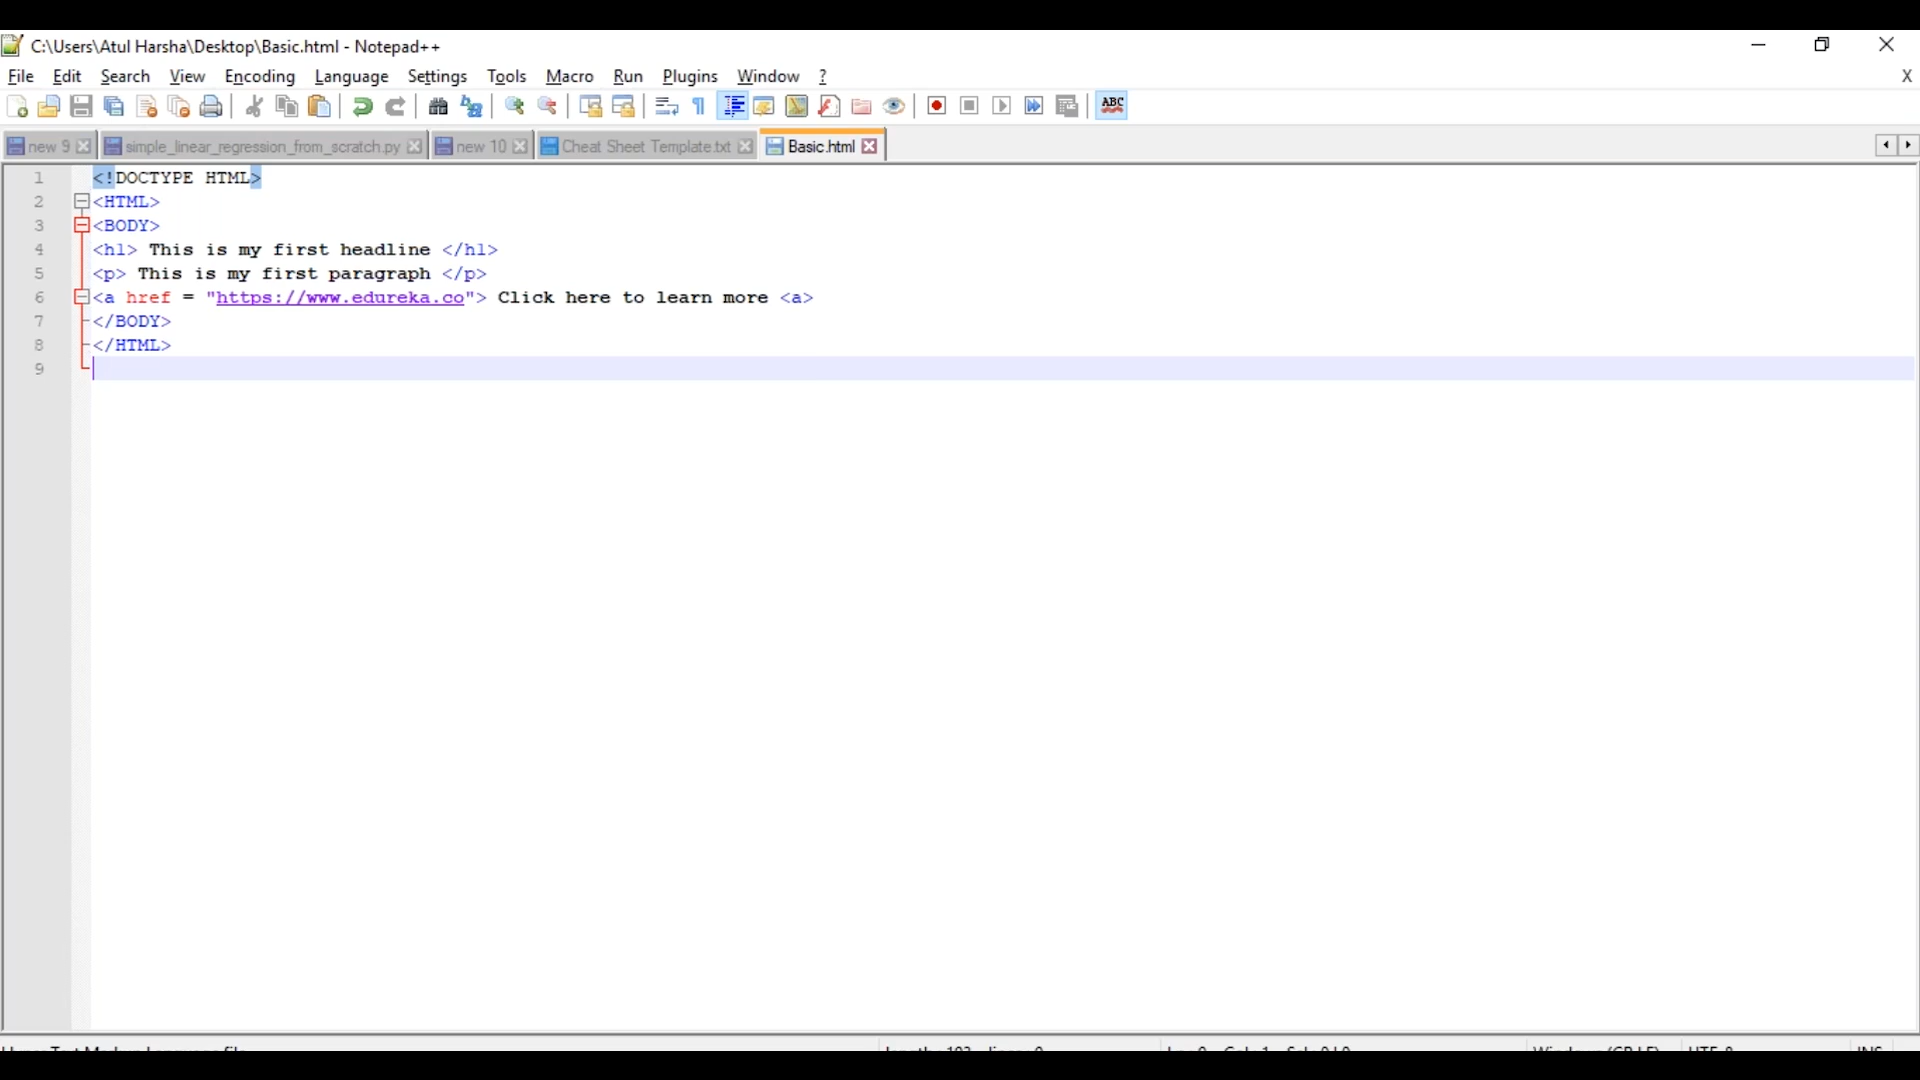 C:\Users\Atul Harsha\Desktop\Basic.html - Notepad++
File Edit Search View Encoding Language Settings Tools Macro Run Plugins Window ? X
ABC
new 9 simple_linear_regression_from_scratch.py new 10 Cheat Sheet Template.txt Basic.html
1 <!DOCTYPE HTML>
2 <HTML>
3 <BODY>
4 <h1> This is my first headline </h1>
5 <p> This is my first paragraph </p>
6 <a href = "https://www.edureka.co"> Click here to learn more <a>
7 </BODY>
8 </HTML>
9